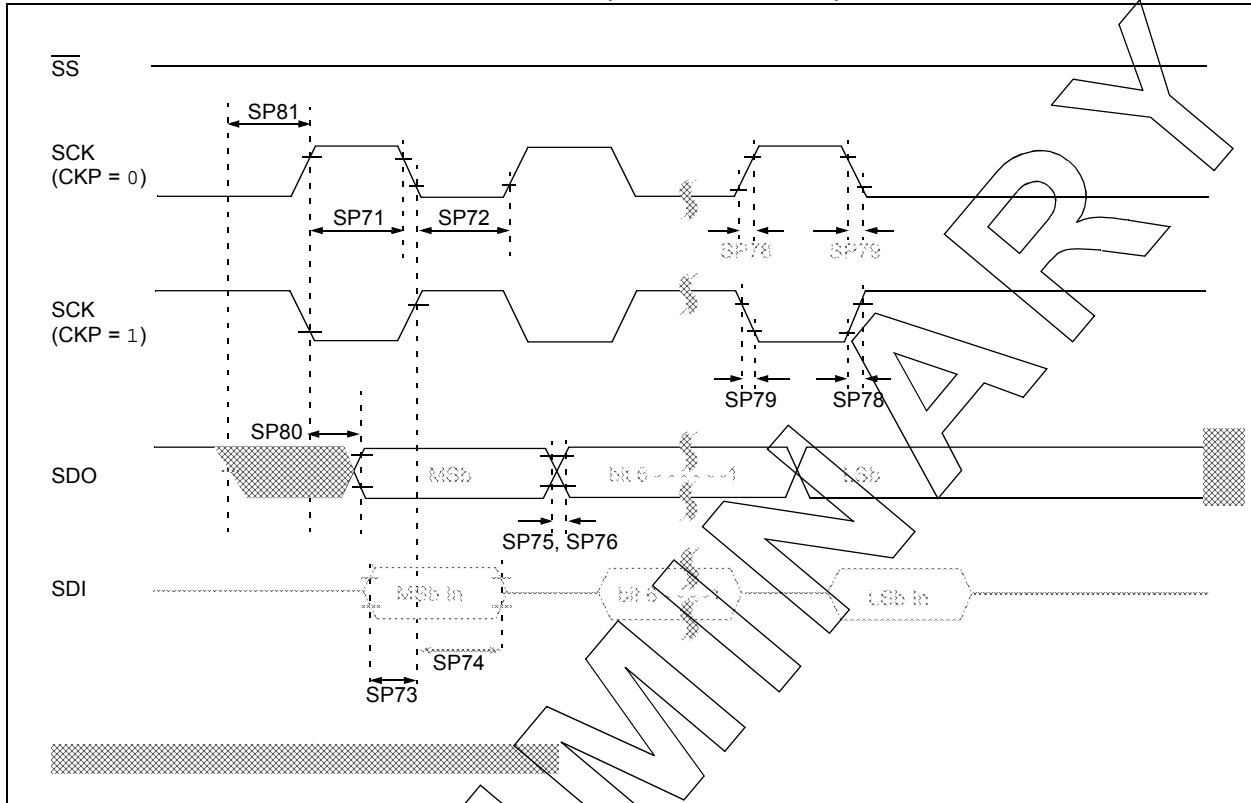 SS
SP81
SCK
(CKP = 0)
SP71
SP72
SP78
SP79
SCK
(CKP = 1)
SP79
SP78
SP80
SDO
MSb
bit 6 - - - - - - 1
LSb
SP75, SP76
SDI
MSb In
bit 6 - - - - 1
LSb In
SP74
SP73
MINARY